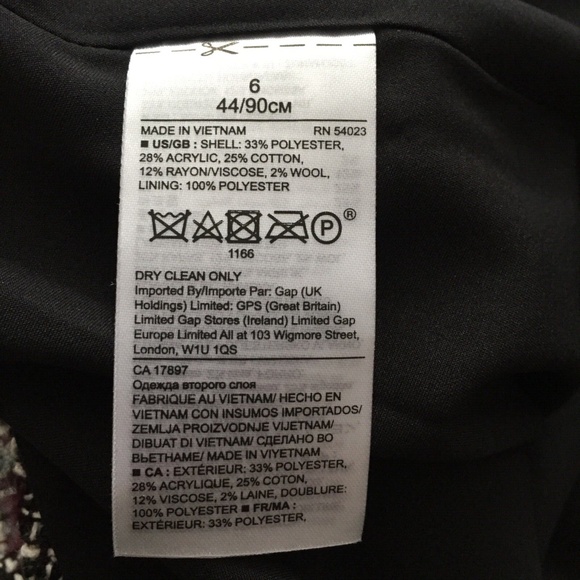 6
44/90CM
MADE IN VIETNAM RN 54023
■ US/GB : SHELL: 33% POLYESTER,
28% ACRYLIC, 25% COTTON,
12% RAYON/VISCOSE, 2% WOOL,
LINING: 100% POLYESTER
P ®
1166
DRY CLEAN ONLY
Imported By/Importe Par: Gap (UK
Holdings) Limited: GPS (Great Britain)
Limited Gap Stores (Ireland) Limited Gap
Europe Limited All at 103 Wigmore Street,
London, W1U 1QS
CA 17897
Одежда второго слоя
FABRIQUE AU VIETNAM/ HECHO EN
VIETNAM CON INSUMOS IMPORTADOS/
ZEMLJA PROIZVODNJE VIJETNAM/
DIBUAT DI VIETNAM/ СДЕЛАНО ВО
ВЬЕТНАМЕ/ MADE IN VIYETNAM
■ CA : EXTÉRIEUR: 33% POLYESTER,
28% ACRYLIQUE, 25% COTON,
12% VISCOSE, 2% LAINE, DOUBLURE:
100% POLYESTER ■ FR/MA :
EXTÉRIEUR: 33% POLYESTER,